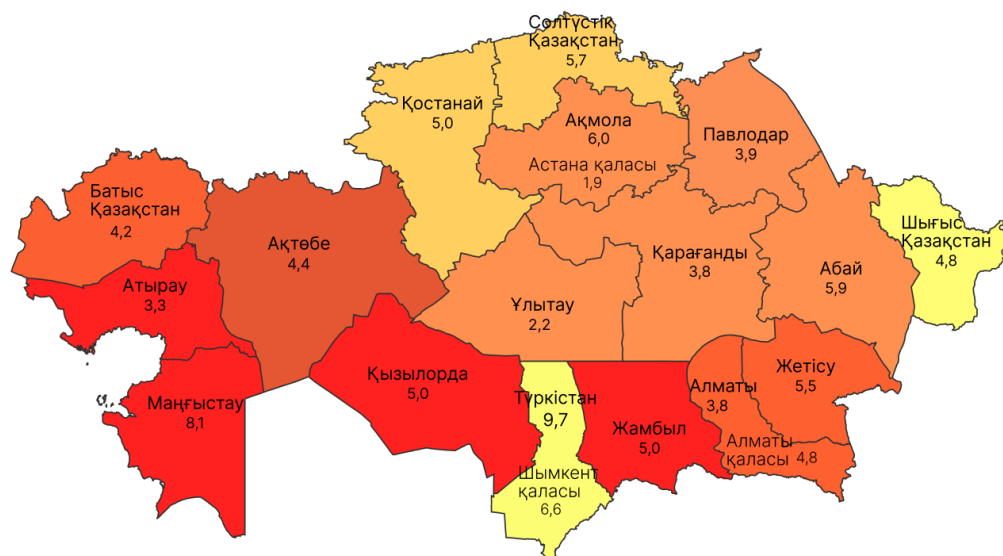 Солтүстік
Қазақстан
5,7
Қостанай
5,0
Ақмола
6,0
Астана қаласы
1,9
Павлодар
3,9
Батыс
Қазақстан
4,2
Ақтөбе
4,4
Шығыс
Қазақстан
4,8
Қарағанды
3,8
Абай
5,9
Атырау
3,3
Ұлытау
2,2
Маңғыстау
8,1
Қызылорда
5,0
Түркістан
9,7
Шымкент
қаласы
6,6
Жамбыл
5,0
Алматы
3,8
Жетісу
5,5
Алматы
қаласы 4,8